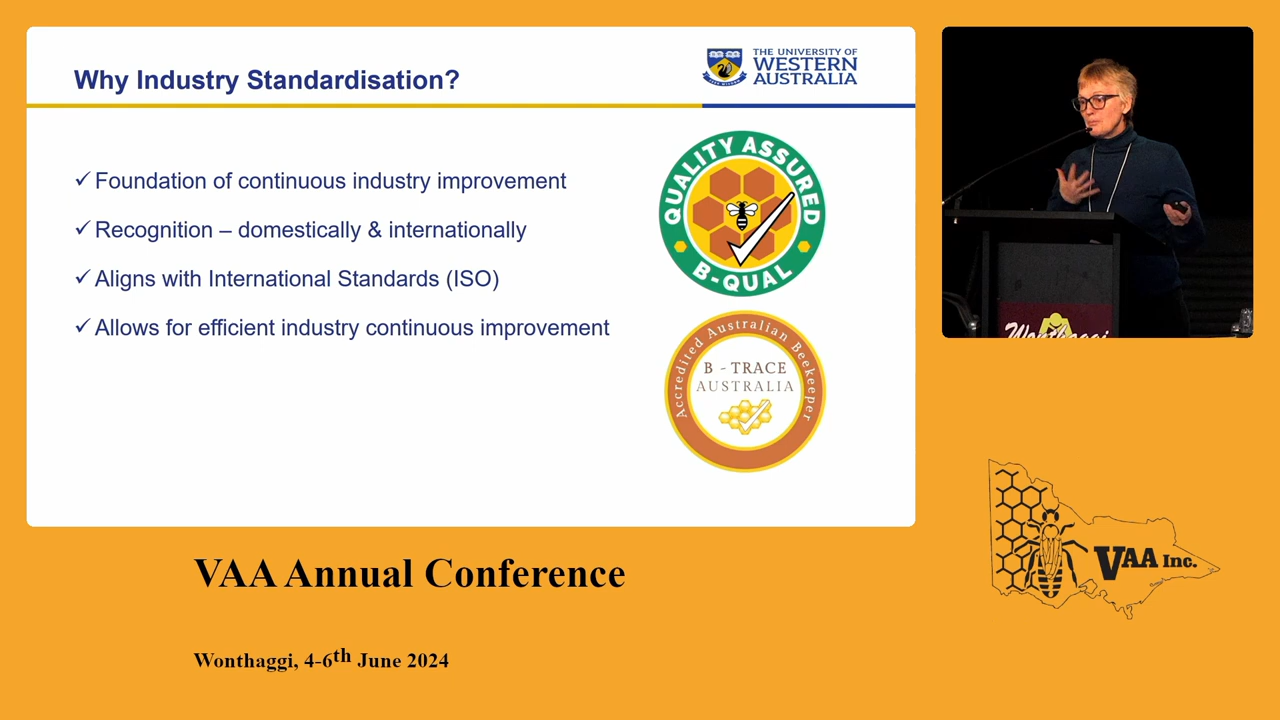 Why Industry Standardisation?
THE UNIVERSITY OF
WESTERN
AUSTRALIA
✓ Foundation of continuous industry improvement
✓ Recognition – domestically & internationally
✓ Aligns with International Standards (ISO)
✓ Allows for efficient industry continuous improvement
QUALITY ASSURED
B-QUAL
Accredited Australian Beekeeper
B - TRACE
AUSTRALIA
Wonthaggi
VAA Annual Conference
VAA Inc.
Wonthaggi, 4-6th June 2024